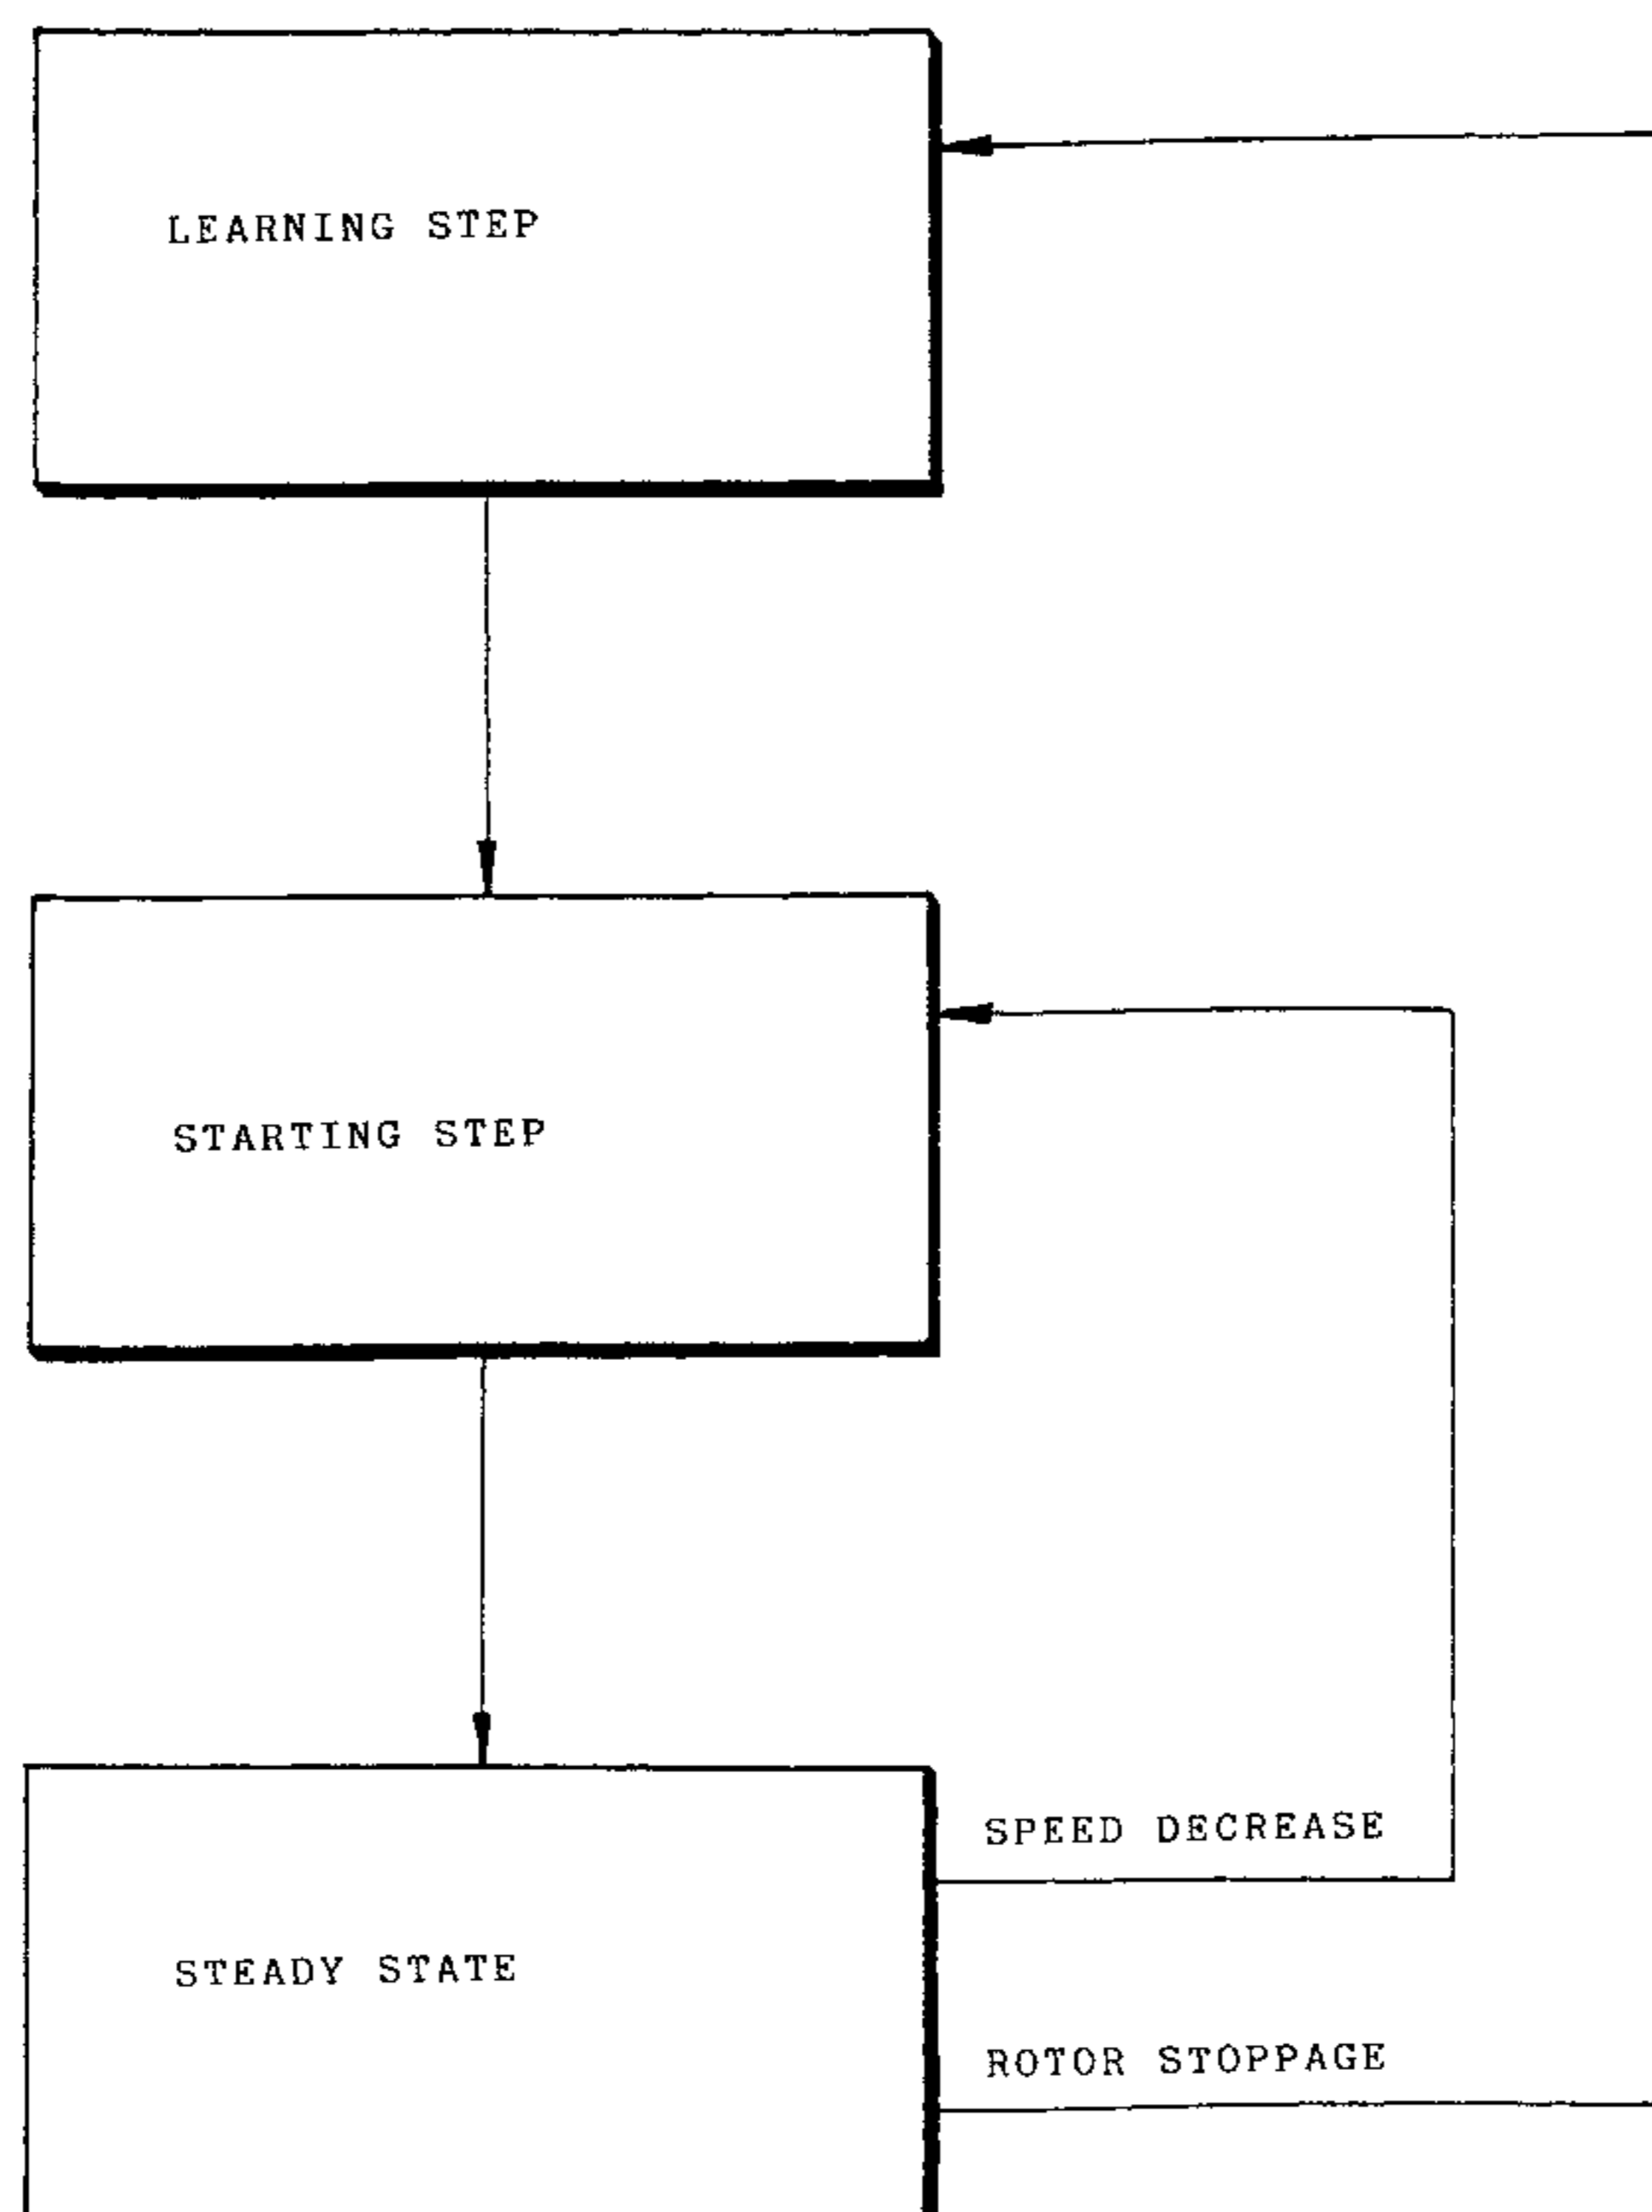 LEARNING STEP
STARTING STEP
SPEED DECREASE
STEADY STATE
ROTOR STOPPAGE